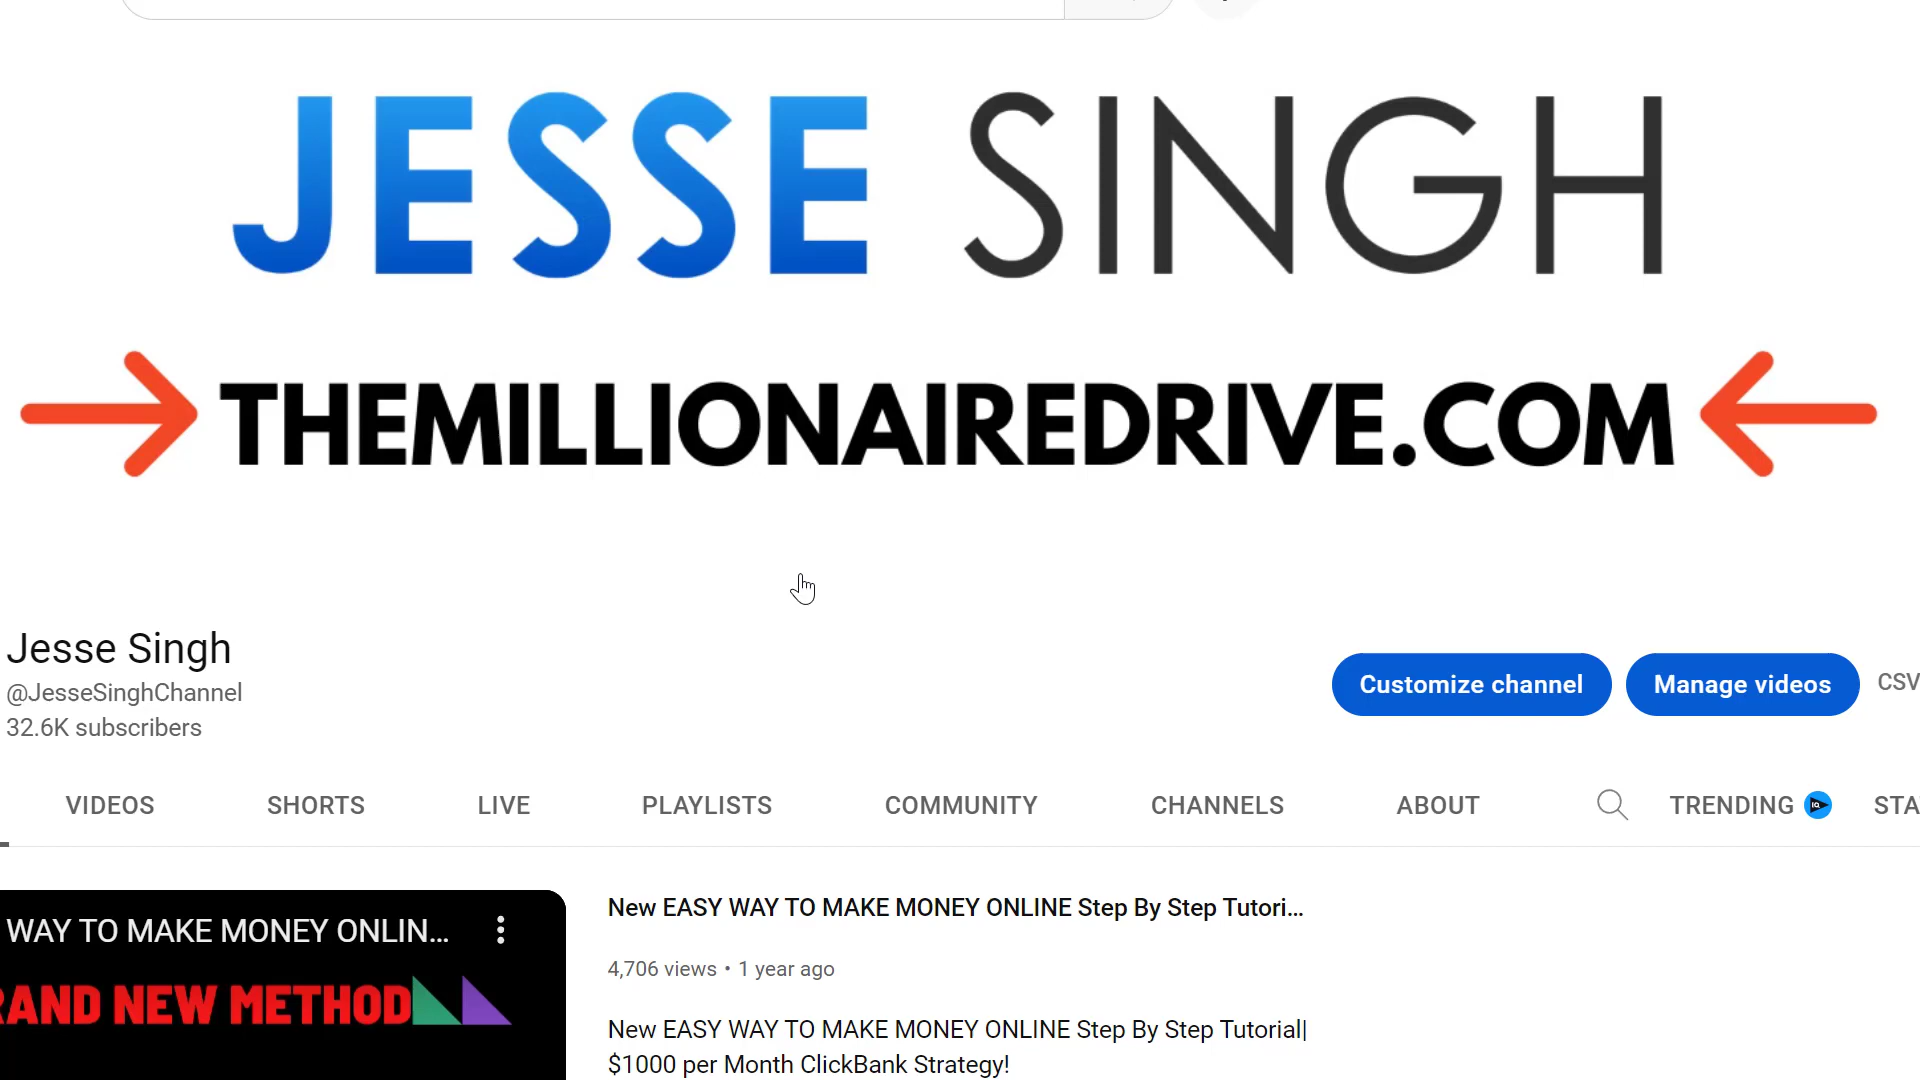 JESSE SINGH
THEMILLIONAIREDRIVE.COM
Jesse Singh
@JesseSinghChannel
32.6K subscribers
Customize channel
Manage videos
CSV
VIDEOS
SHORTS
LIVE
PLAYLISTS
COMMUNITY
CHANNELS
ABOUT
TRENDING
WAY TO MAKE MONEY ONLIN...
NEW METHOD
New EASY WAY TO MAKE MONEY ONLINE Step By Step Tutori...
4,706 views • 1 year ago
New EASY WAY TO MAKE MONEY ONLINE Step By Step Tutorial|
$1000 per Month ClickBank Strategy!